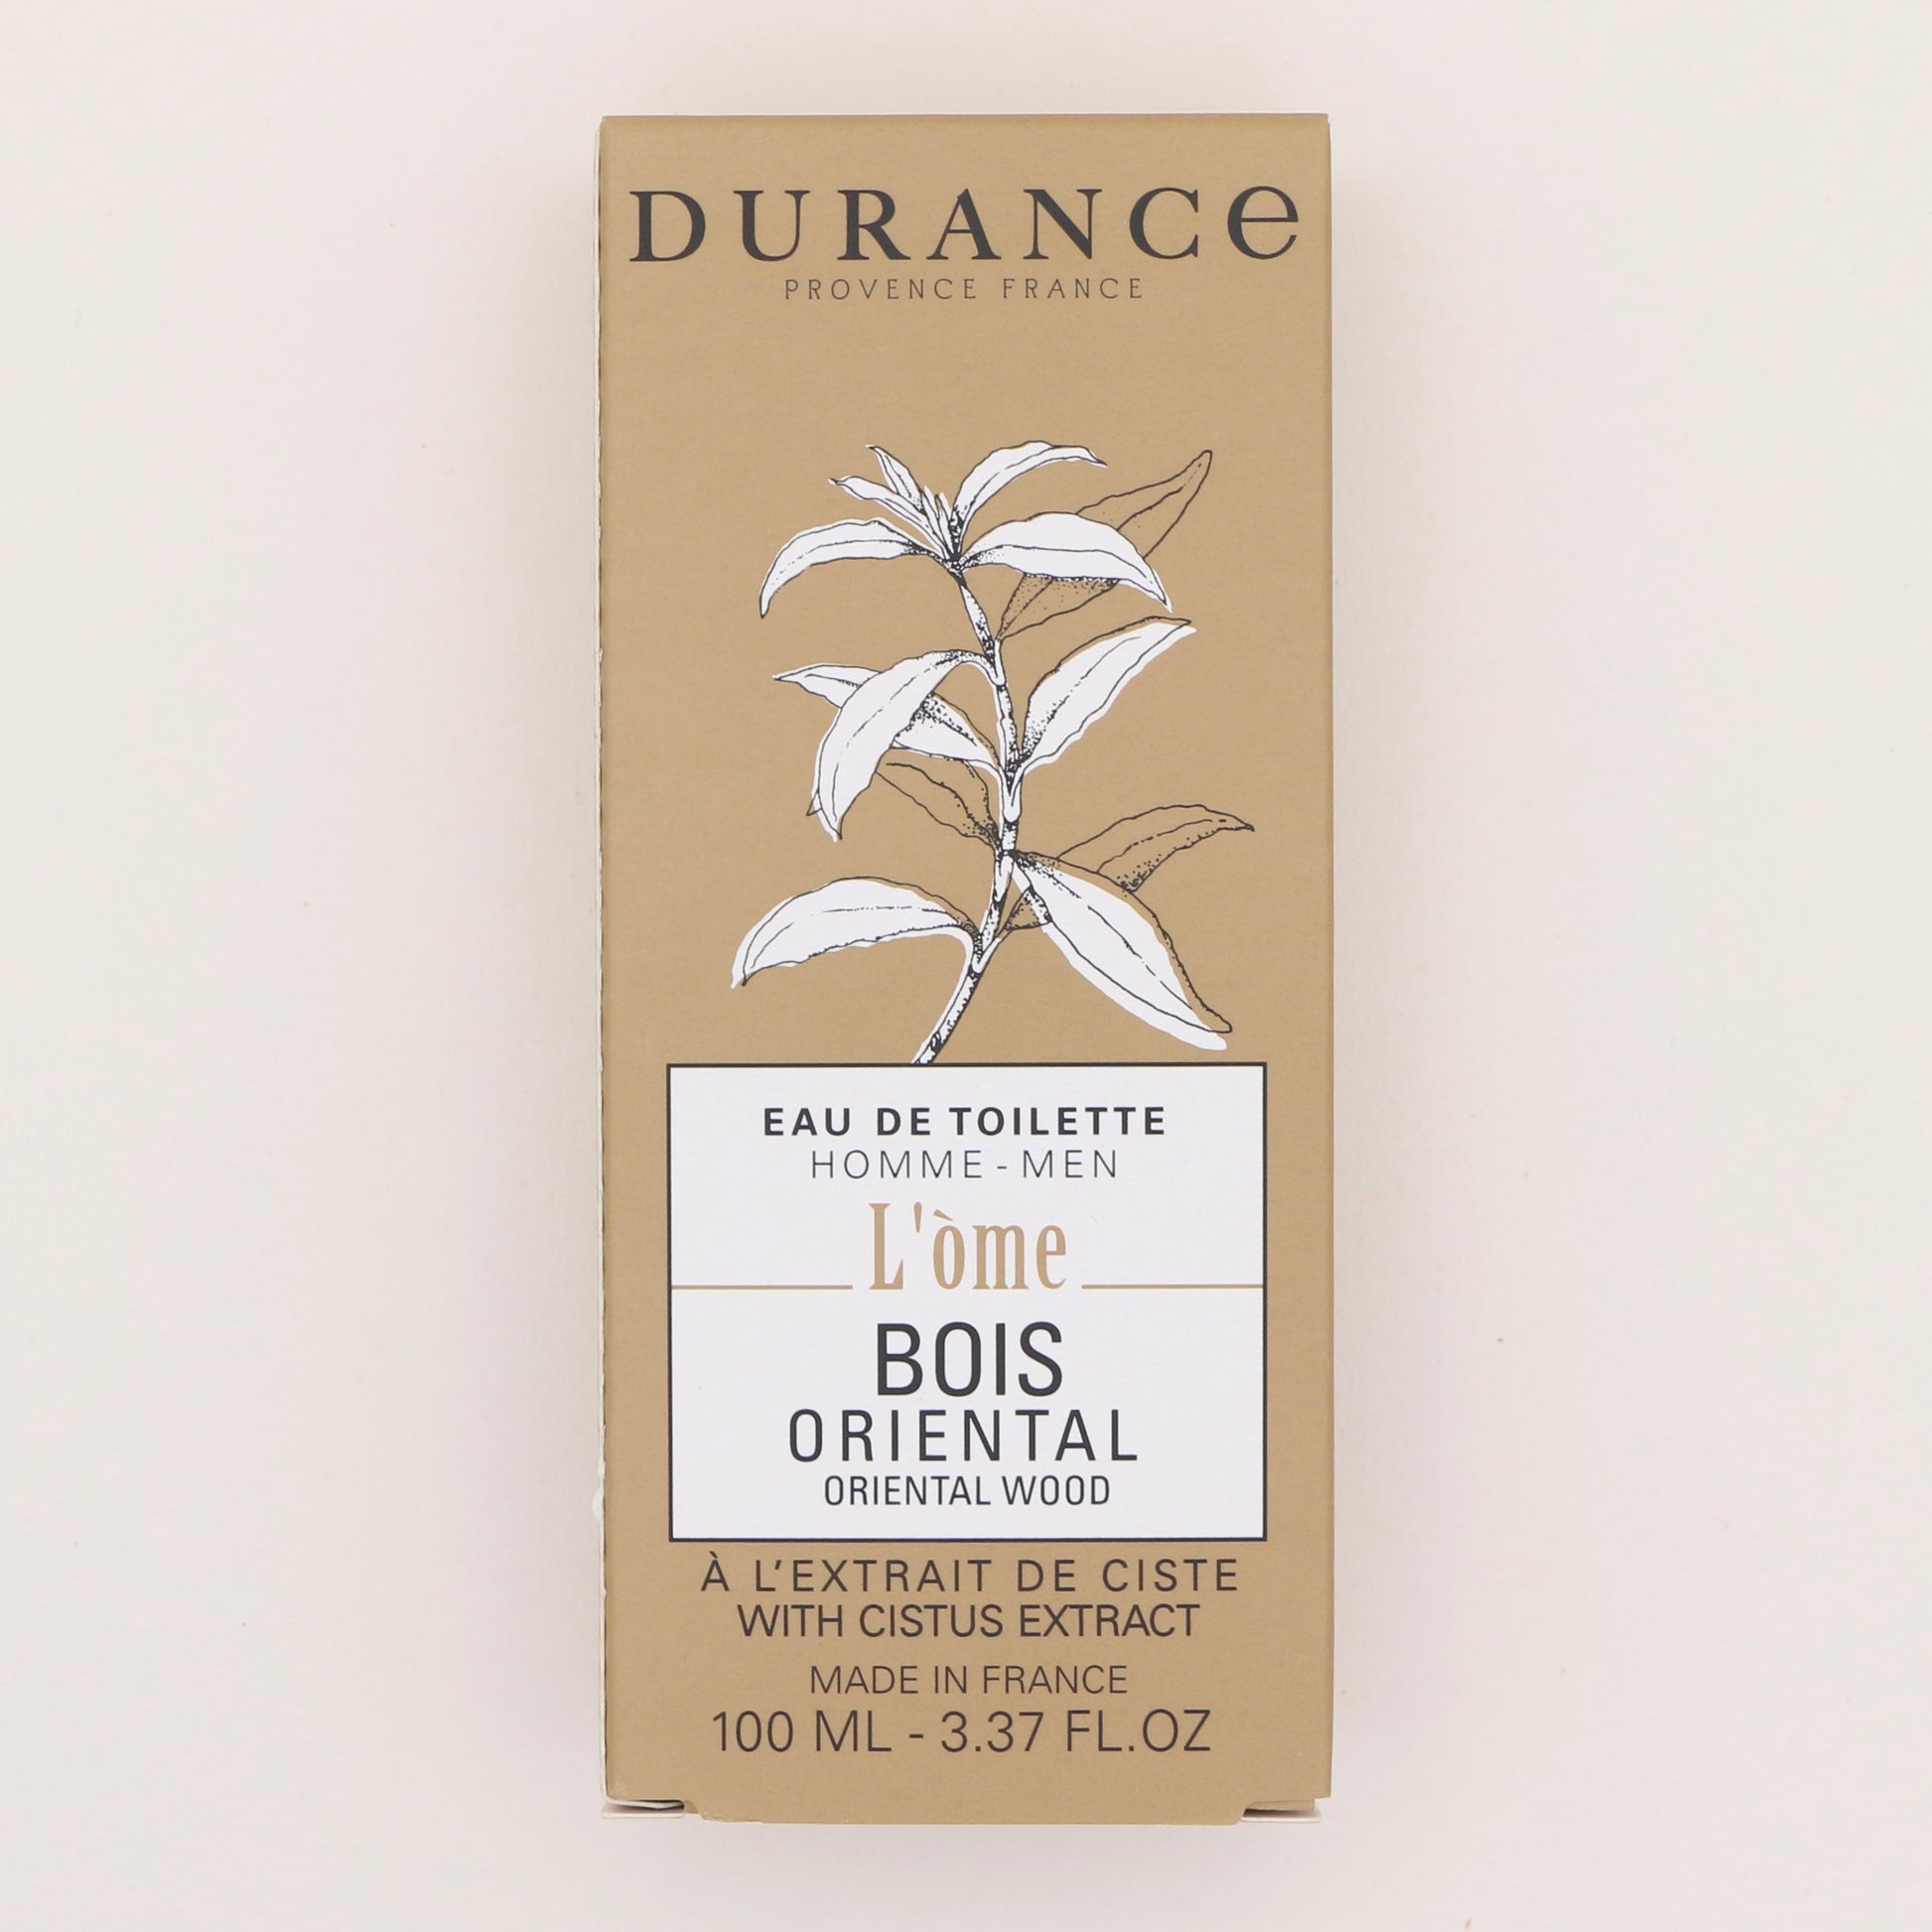 DURANCe
PROVENCE FRANCE
EAU DE TOILETTE
HOMME - MEN
L'òme
BOIS
ORIENTAL
ORIENTAL WOOD
À L'EXTRAIT DE CISTE
WITH CISTUS EXTRACT
MADE IN FRANCE
100 ML - 3.37 FL.OZ